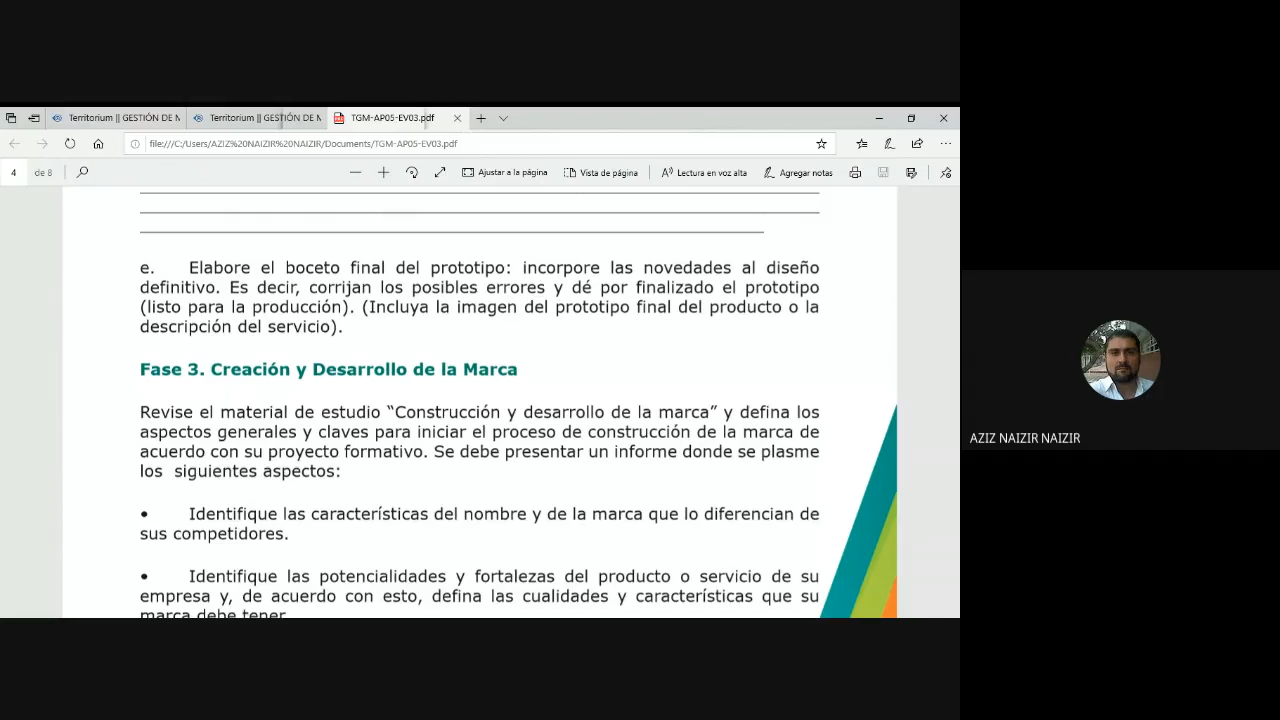 Territorium || GESTIÓN DE M
Territorium || GESTIÓN DE M
TGM-AP05-EV03.pdf
file:///C:/Users/AZIZ%20NAIZIR%20NAIZIR/Documents/TGM-AP05-EV03.pdf
4 de 8
Ajustar a la página
Vista de página
Lectura en voz alta
Agregar notas
e. Elabore el boceto final del prototipo: incorpore las novedades al diseño
definitivo. Es decir, corrijan los posibles errores y dé por finalizado el prototipo
(listo para la producción). (Incluya la imagen del prototipo final del producto o la
descripción del servicio).
Fase 3. Creación y Desarrollo de la Marca
Revise el material de estudio “Construcción y desarrollo de la marca” y defina los
aspectos generales y claves para iniciar el proceso de construcción de la marca de
acuerdo con su proyecto formativo. Se debe presentar un informe donde se plasme
los siguientes aspectos:
• Identifique las características del nombre y de la marca que lo diferencian de
sus competidores.
• Identifique las potencialidades y fortalezas del producto o servicio de su
empresa y, de acuerdo con esto, defina las cualidades y características que su
marca debe tener
AZIZ NAIZIR NAIZIR